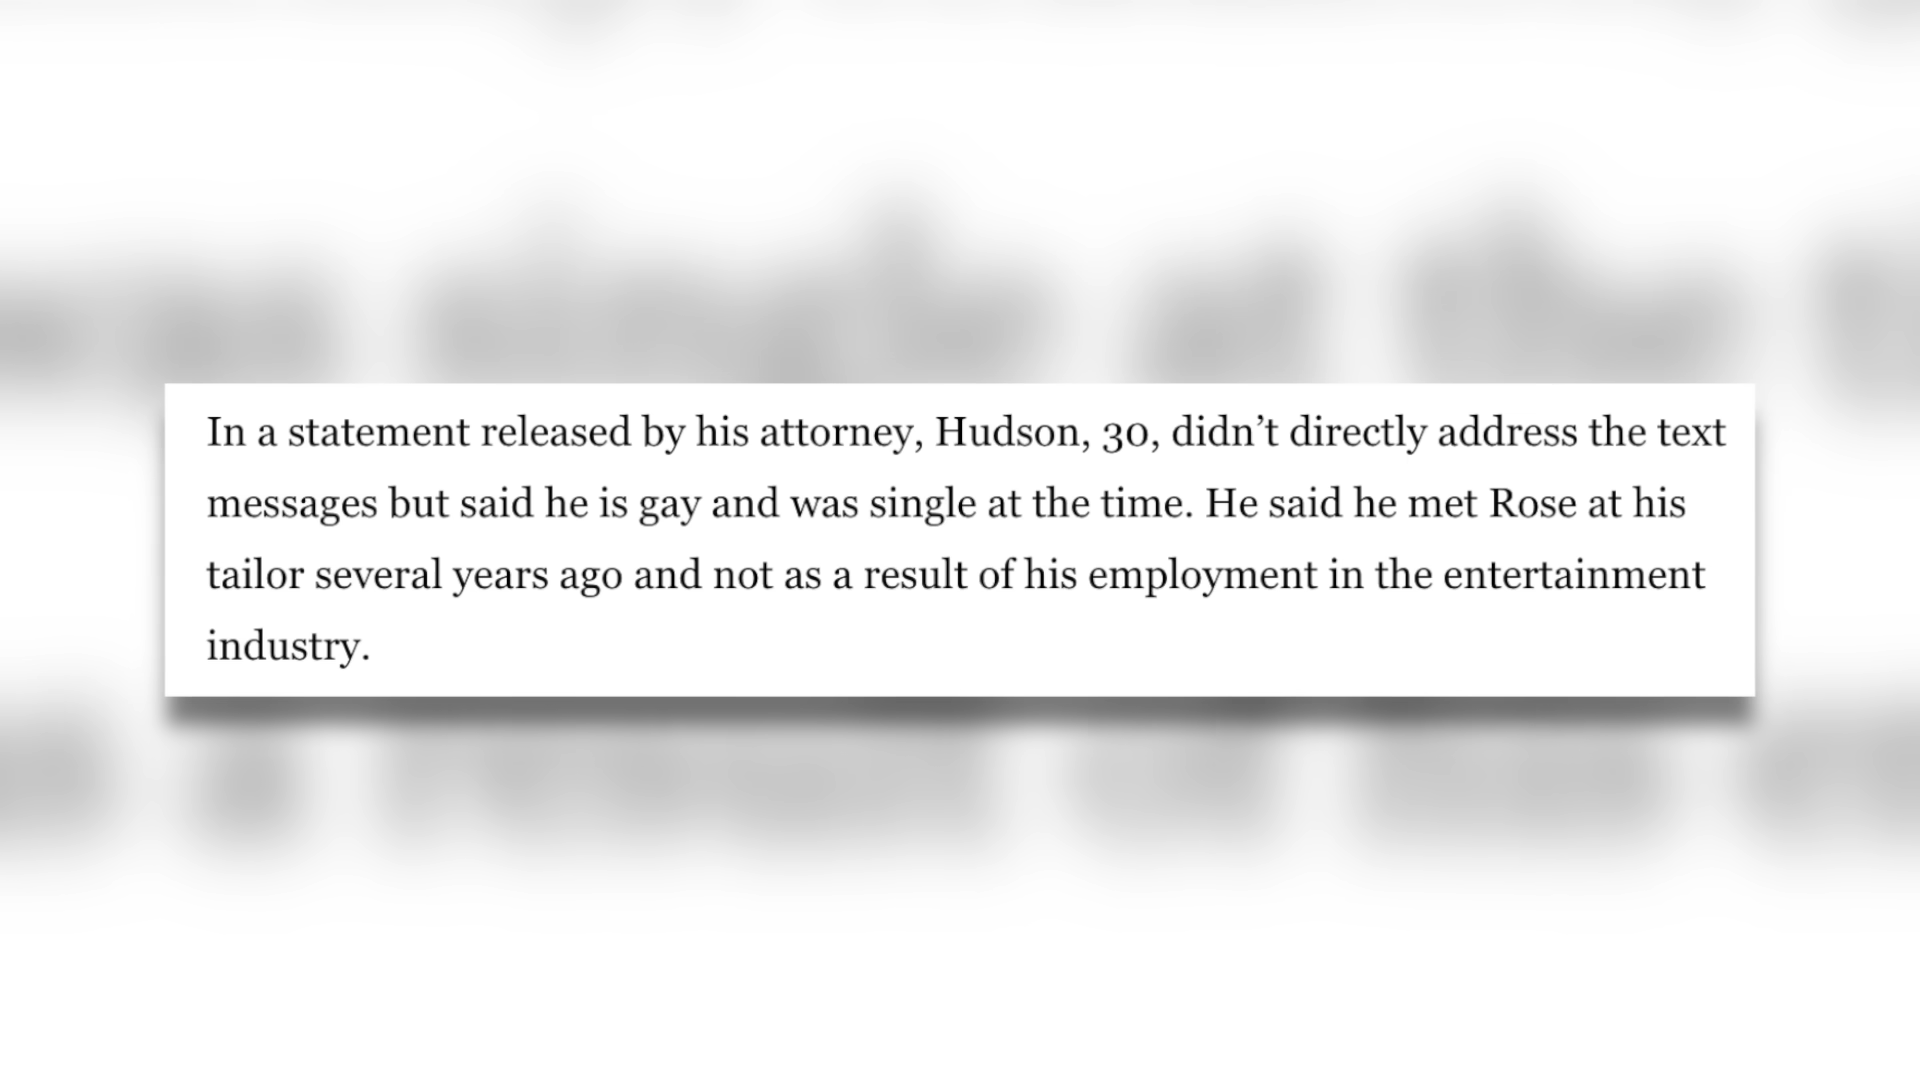 In a statement released by his attorney, Hudson, 30, didn’t directly address the text
messages but said he is gay and was single at the time. He said he met Rose at his
tailor several years ago and not as a result of his employment in the entertainment
industry.